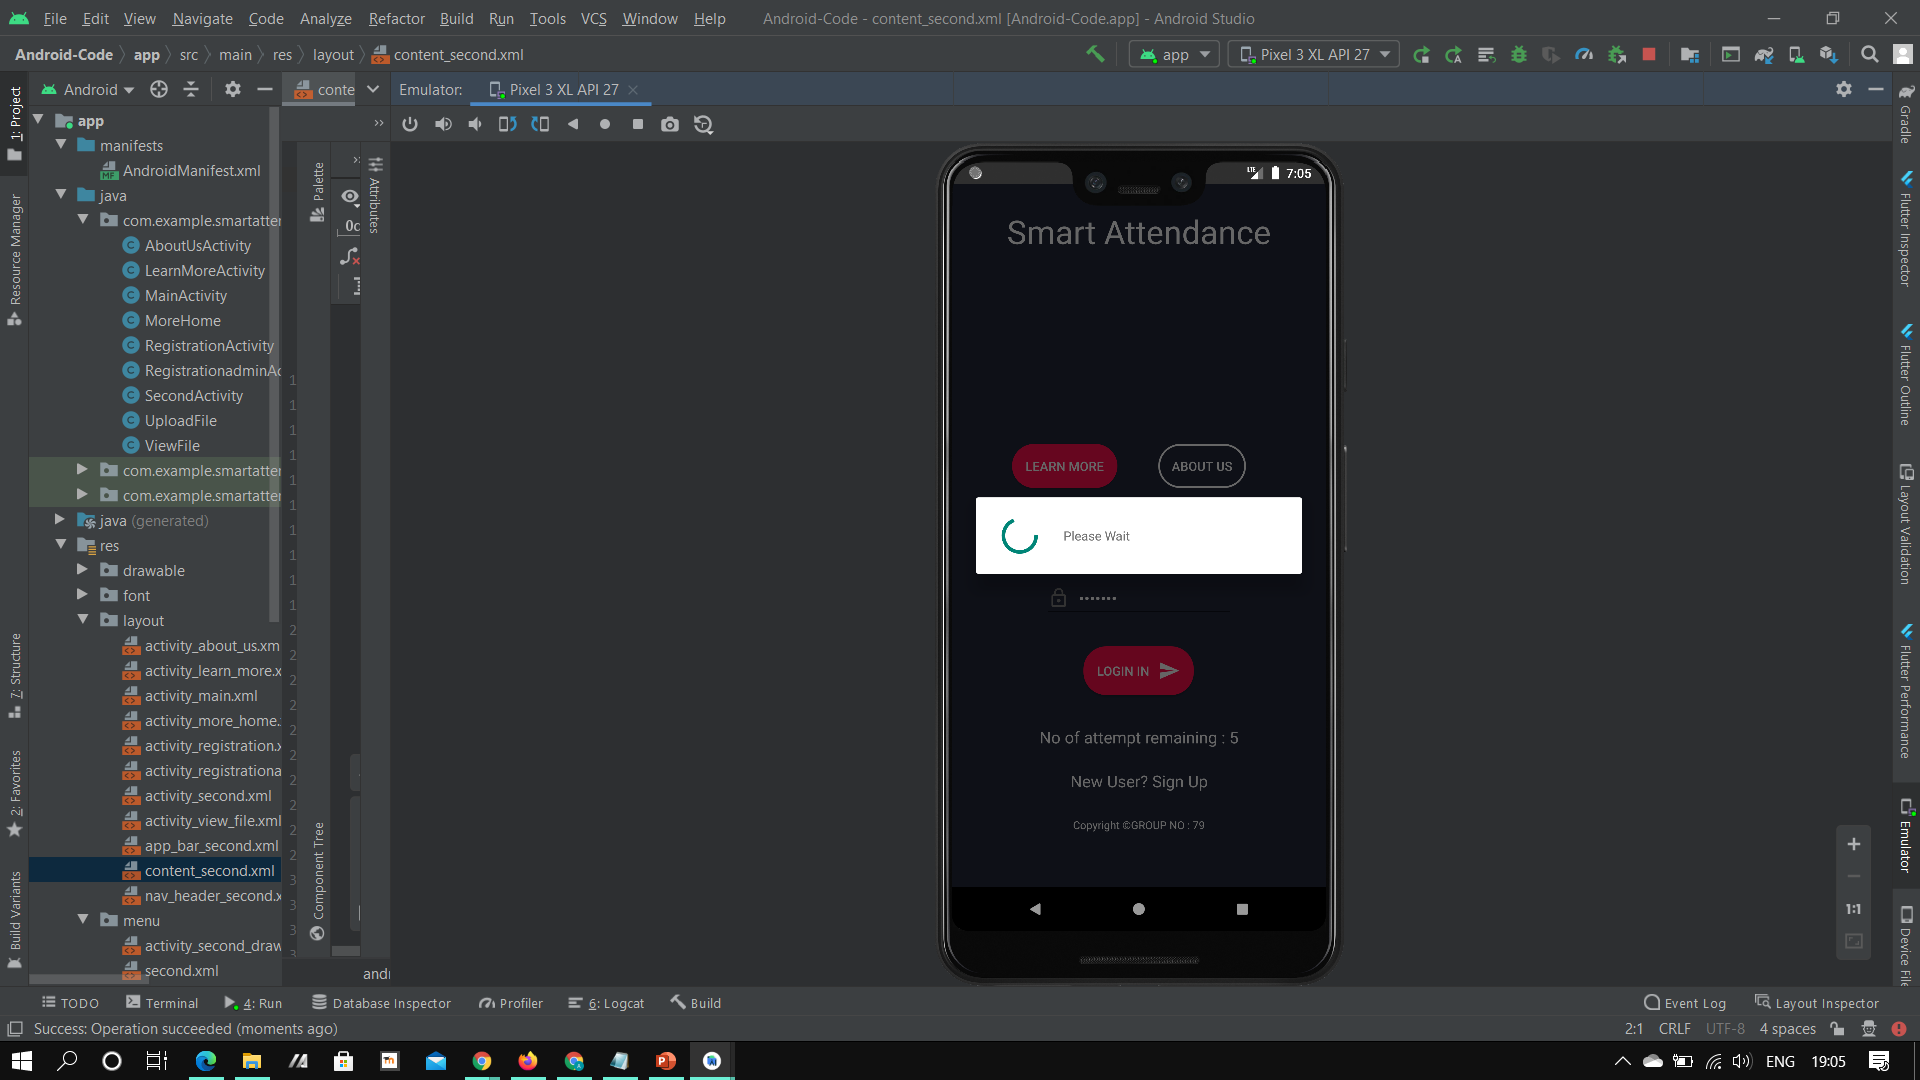 File Edit View Navigate Code Analyze Refactor Build Run Tools VCS Window Help Android-Code - content_second.xml [Android-Code.app] - Android Studio
Android-Code app src main res layout content_second.xml app Pixel 3 XL API 27
Android conte Emulator: Pixel 3 XL API 27
1: Project
Resource Manager
7: Structure
2: Favorites
Build Variants
app
manifests
AndroidManifest.xml
java
com.example.smartatte
AboutUsActivity
LearnMoreActivity
MainActivity
MoreHome
RegistrationActivity
RegistrationadminAc
SecondActivity
UploadFile
ViewFile
com.example.smartatte
com.example.smartatte
java (generated)
res
drawable
font
layout
activity_about_us.xm
activity_learn_more.x
activity_main.xml
activity_more_home.
activity_registration.x
activity_registrationa
activity_second.xml
activity_view_file.xml
app_bar_second.xml
content_second.xml
nav_header_second.x
menu
activity_second_draw
second.xml
Palette
Attributes
Component Tree
andr
LTE 7:05
Smart Attendance
LEARN MORE ABOUT US
Please Wait
•••••••
LOGIN IN
No of attempt remaining : 5
New User? Sign Up
Copyright ©GROUP NO : 79
1:1
Gradle
Flutter Inspector
Flutter Outline
Layout Validation
Flutter Performance
Emulator
Device File
TODO Terminal 4: Run Database Inspector Profiler 6: Logcat Build Event Log Layout Inspector
Success: Operation succeeded (moments ago) 2:1 CRLF UTF-8 4 spaces
ENG 19:05